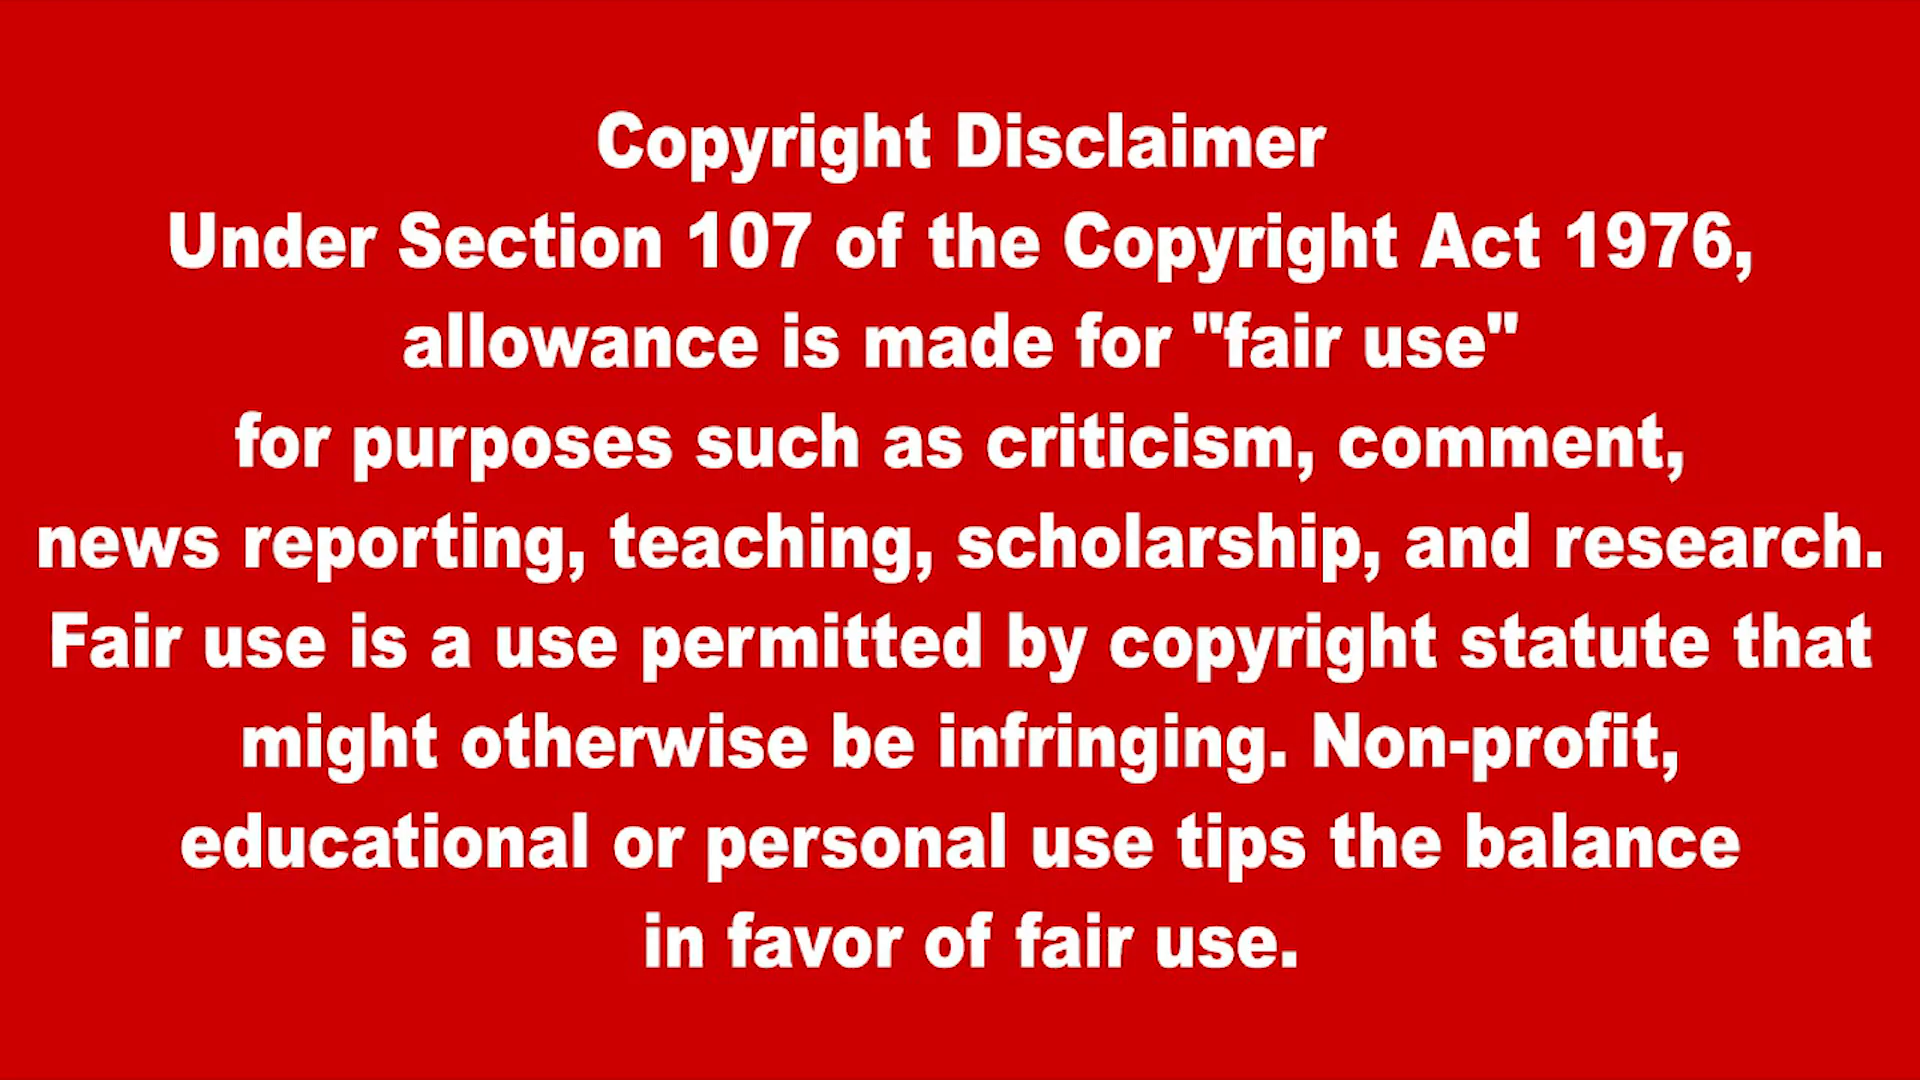 Copyright Disclaimer
Under Section 107 of the Copyright Act 1976,
allowance is made for "fair use"
for purposes such as criticism, comment,
news reporting, teaching, scholarship, and research.
Fair use is a use permitted by copyright statute that
might otherwise be infringing. Non-profit,
educational or personal use tips the balance
in favor of fair use.